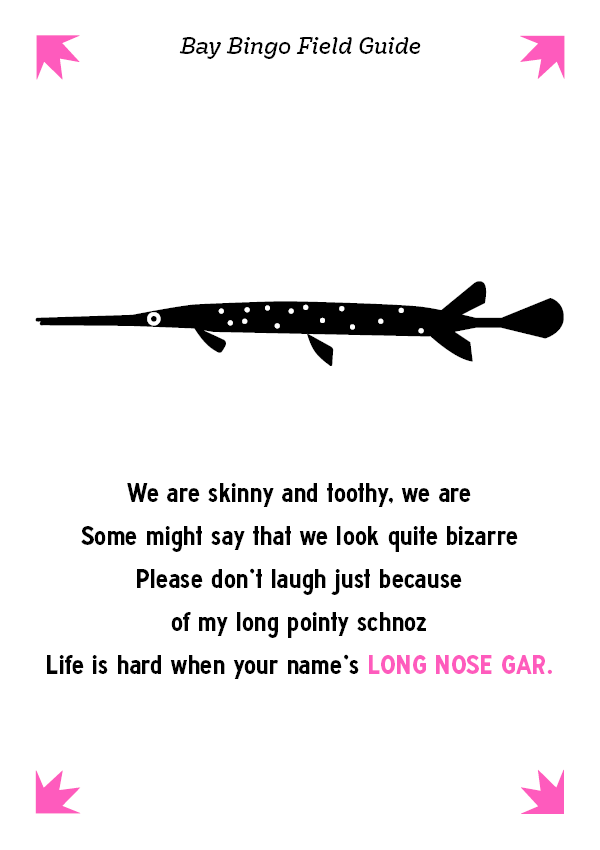 Bay Bingo Field Guide
We are skinny and toothy, we are
Some might say that we look quite bizarre
Please don't laugh just because
of my long pointy schnoz
Life is hard when your name's LONG NOSE GAR.